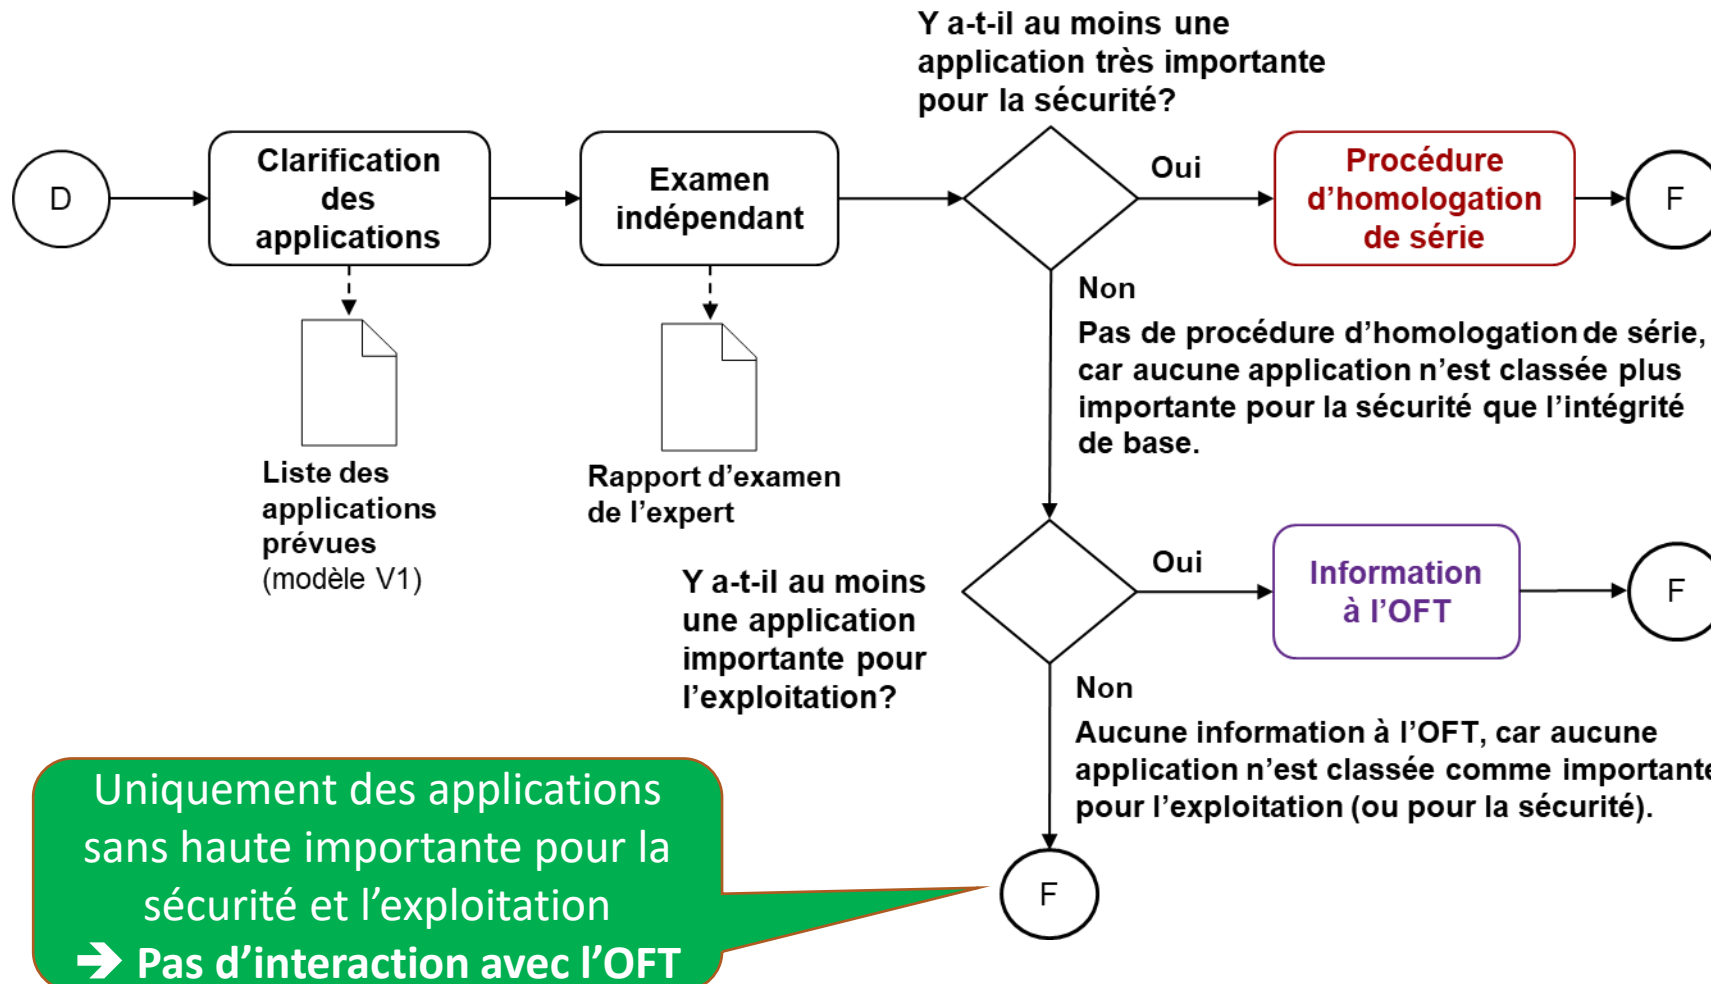 Y a-t-il au moins une
application très importante
pour la sécurité?
D
Clarification
des
applications
Examen
indépendant
Oui
Procédure
d’homologation
de série
F
Non
Pas de procédure d’homologation de série,
car aucune application n’est classée plus
importante pour la sécurité que l’intégrité
de base.
Liste des
applications
prévues
(modèle V1)
Rapport d’examen
de l’expert
Y a-t-il au moins
une application
importante pour
l’exploitation?
Oui
Information
à l’OFT
F
Non
Aucune information à l’OFT, car aucune
application n’est classée comme importante
pour l’exploitation (ou pour la sécurité).
Uniquement des applications
sans haute importante pour la
sécurité et l’exploitation
➔ Pas d’interaction avec l’OFT
F